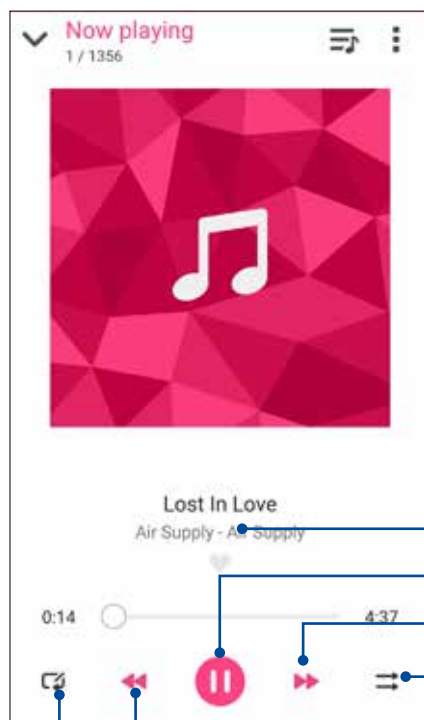 Now playing
1 / 1356
Lost In Love
Air Supply - Air Supply
0:14 4:37